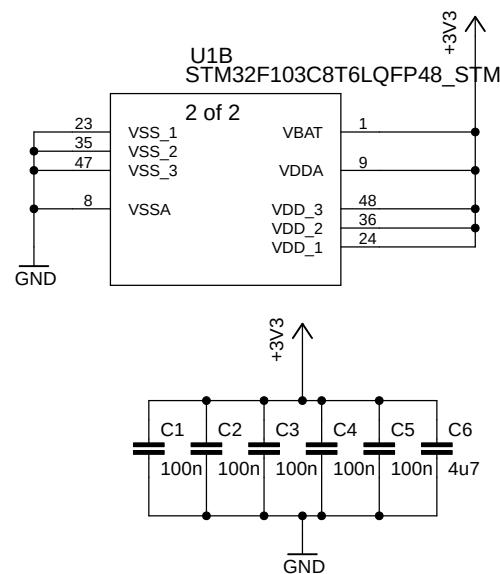 +3V3
U1B
STM32F103C8T6LQFP48_STM
2 of 2
23 VSS_1 VBAT 1
35 VSS_2
47 VSS_3 VDDA 9
8 VSSA VDD_3 48
VDD_2 36
VDD_1 24
GND
+3V3
C1 C2 C3 C4 C5 C6
100n 100n 100n 100n 100n 4u7
GND